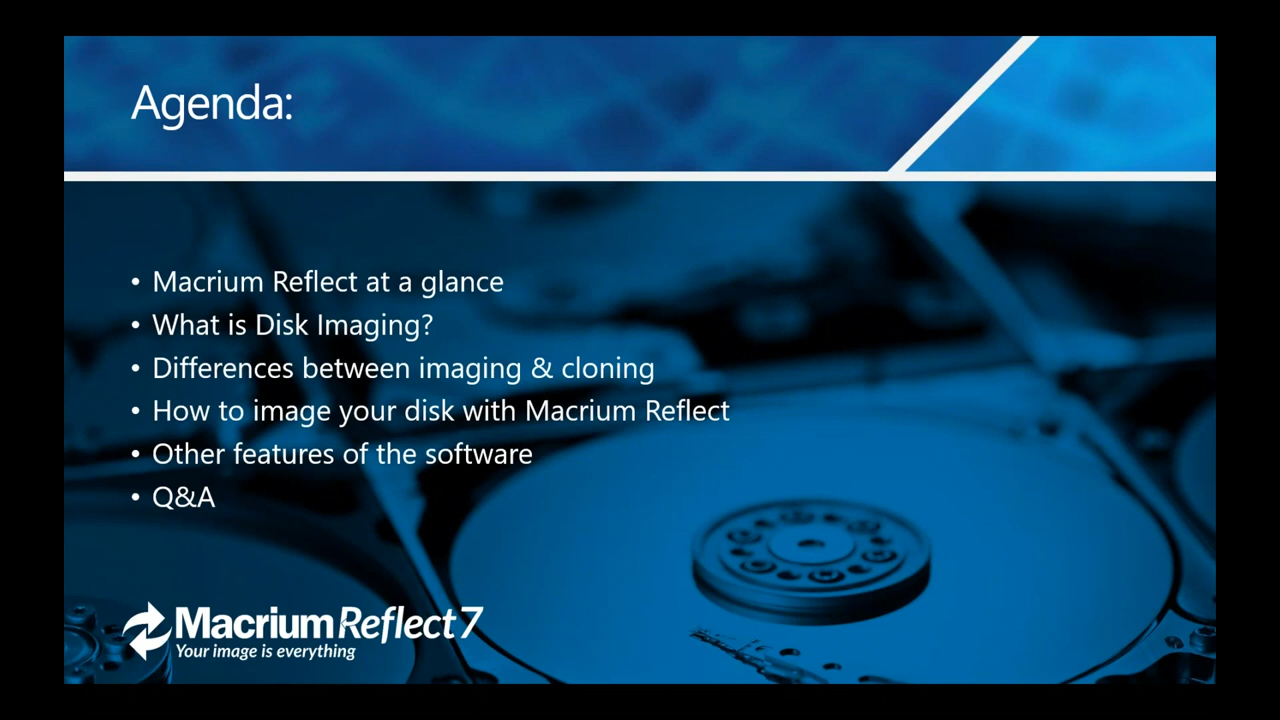 Agenda:
• Macrium Reflect at a glance
• What is Disk Imaging?
• Differences between imaging & cloning
• How to image your disk with Macrium Reflect
• Other features of the software
• Q&A
Macrium Reflect 7
Your image is everything